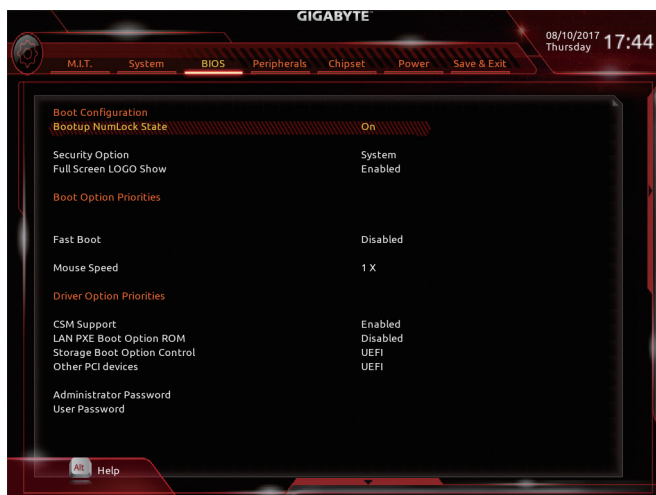 GIGABYTE™
08/10/2017
Thursday
17:44
M.I.T. System BIOS Peripherals Chipset Power Save & Exit
Boot Configuration
Bootup NumLock State On
Security Option System
Full Screen LOGO Show Enabled
Boot Option Priorities
Fast Boot Disabled
Mouse Speed 1 X
Driver Option Priorities
CSM Support Enabled
LAN PXE Boot Option ROM Disabled
Storage Boot Option Control UEFI
Other PCI devices UEFI
Administrator Password
User Password
Alt Help